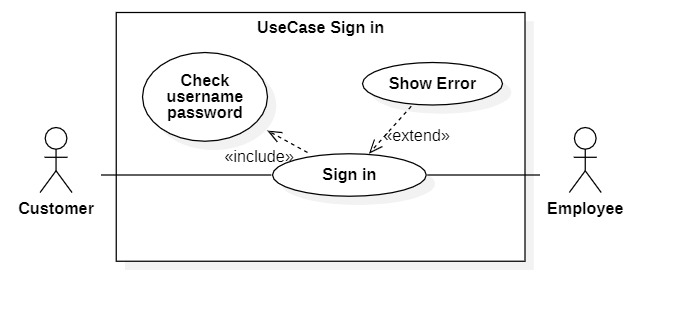 UseCase Sign in
Check
username
password
Show Error
«extend»
«include»
Sign in
Customer
Employee